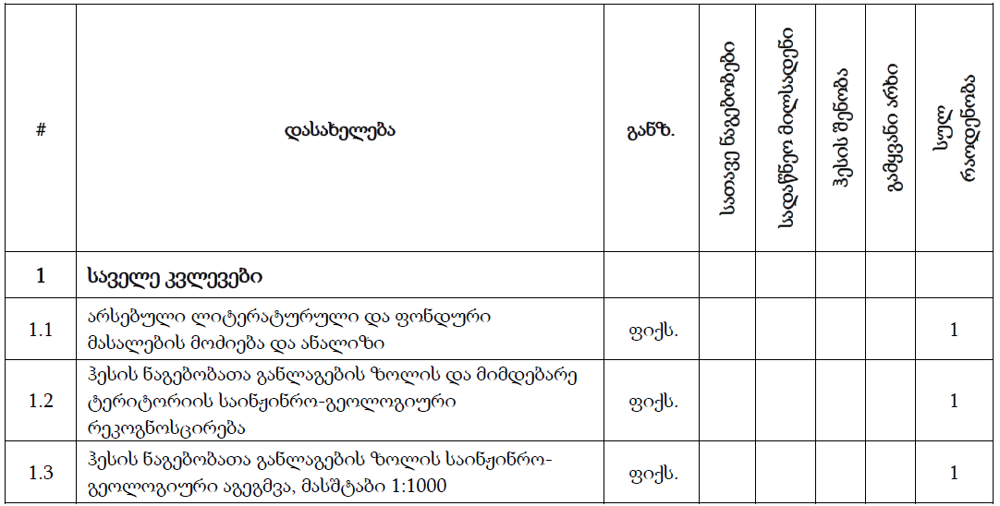 #
დასახელება
განზ.
სათავე ნაგებობები
სადაწნეო მილსადენი
ჰესის შენობა
გამყვანი არხი
სულ
რაოდენობა
1
საველე კვლევები
1.1
არსებული ლიტერატურული და ფონდური
მასალების მოძიება და ანალიზი
ფიქს.
1
1.2
ჰესის ნაგებობათა განლაგების ზოლის და მიმდებარე
ტერიტორიის საინჟინრო-გეოლოგიური
რეკოგნოსცირება
ფიქს.
1
1.3
ჰესის ნაგებობათა განლაგების ზოლის საინჟინრო-
გეოლოგიური აგეგმვა, მასშტაბი 1:1000
ფიქს.
1